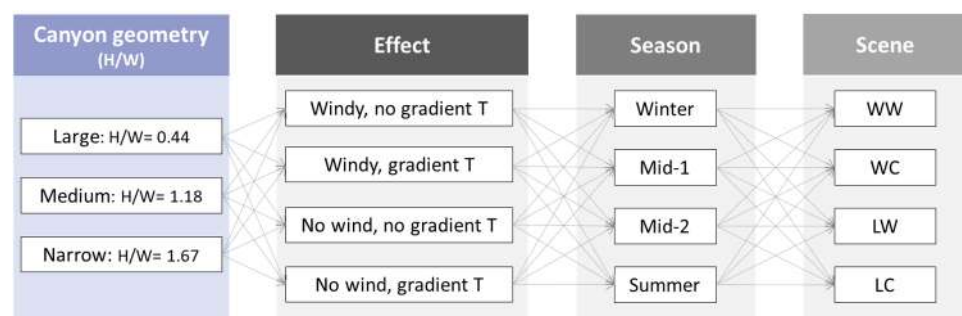 Canyon geometry
(H/W)
Large: H/W= 0.44
Medium: H/W= 1.18
Narrow: H/W= 1.67
Effect
Windy, no gradient T
Windy, gradient T
No wind, no gradient T
No wind, gradient T
Season
Winter
Mid-1
Mid-2
Summer
Scene
WW
WC
LW
LC